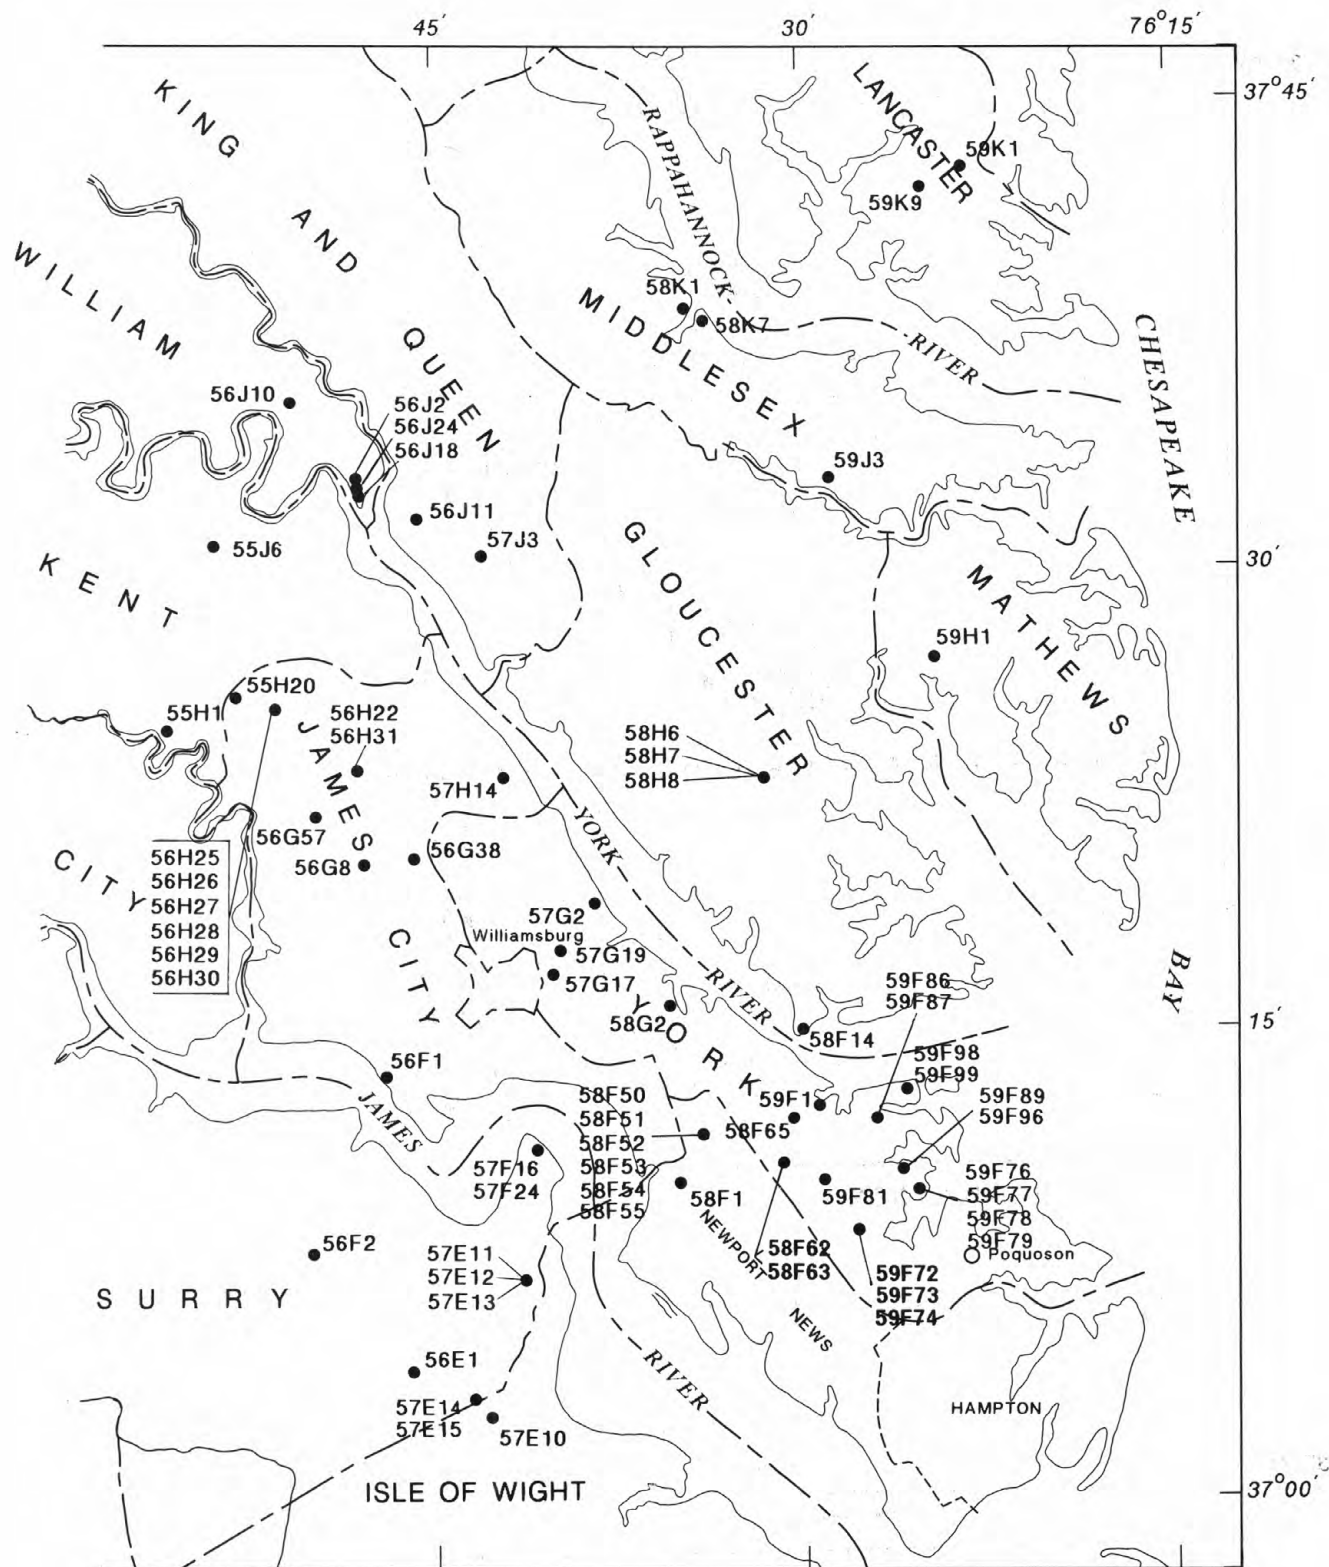 45′
30′
76°15′
37°45′
KING
AND
QUEEN
WILLIAM
LANCASTER
RAPPAHANNOCK
RIVER
59K1
59K9
58K1
58K7
MIDDLESEX
CHESAPEAKE
BAY
56J10
56J2
56J24
56J18
59J3
56J11
57J3
55J6
30′
KENT
GLOUCESTER
MATHEWS
59H1
55H20
55H1
JAMES
CITY
56H22
56H31
58H6
58H7
58H8
57H14
YORK
RIVER
56G57
56G8
56G38
CITY
56H25
56H26
56H27
56H28
56H29
56H30
57G2
Williamsburg
57G19
57G17
58G2
YORK
59F86
59F87
58F14
15′
56F1
JAMES
59F98
59F99
59F89
59F96
58F50
58F51
58F52
58F53
58F54
58F55
59F1
58F65
57F16
57F24
58F1
59F81
59F76
59F77
59F78
59F79
Poquoson
NEWPORT
NEWS
58F62
58F63
59F72
59F73
59F74
56F2
57E11
57E12
57E13
SURRY
56E1
57E14
57E15
57E10
RIVER
HAMPTON
ISLE OF WIGHT
37°00′